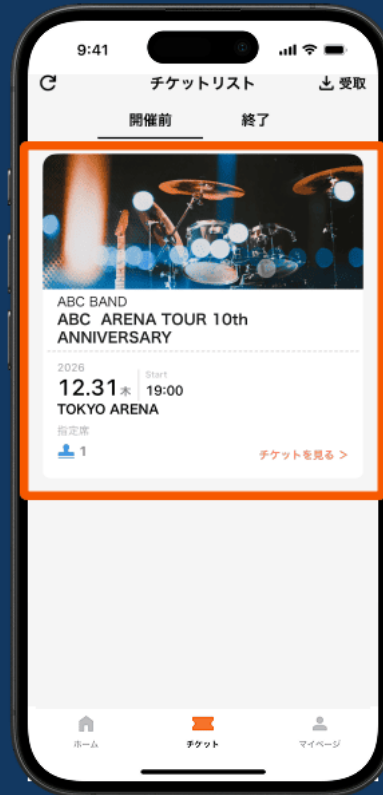 9:41
チケットリスト
受取
開催前 終了
ABC BAND
ABC ARENA TOUR 10th
ANNIVERSARY
2026
Start
12.31 木 19:00
TOKYO ARENA
指定席
1
チケットを見る >
ホーム チケット マイページ